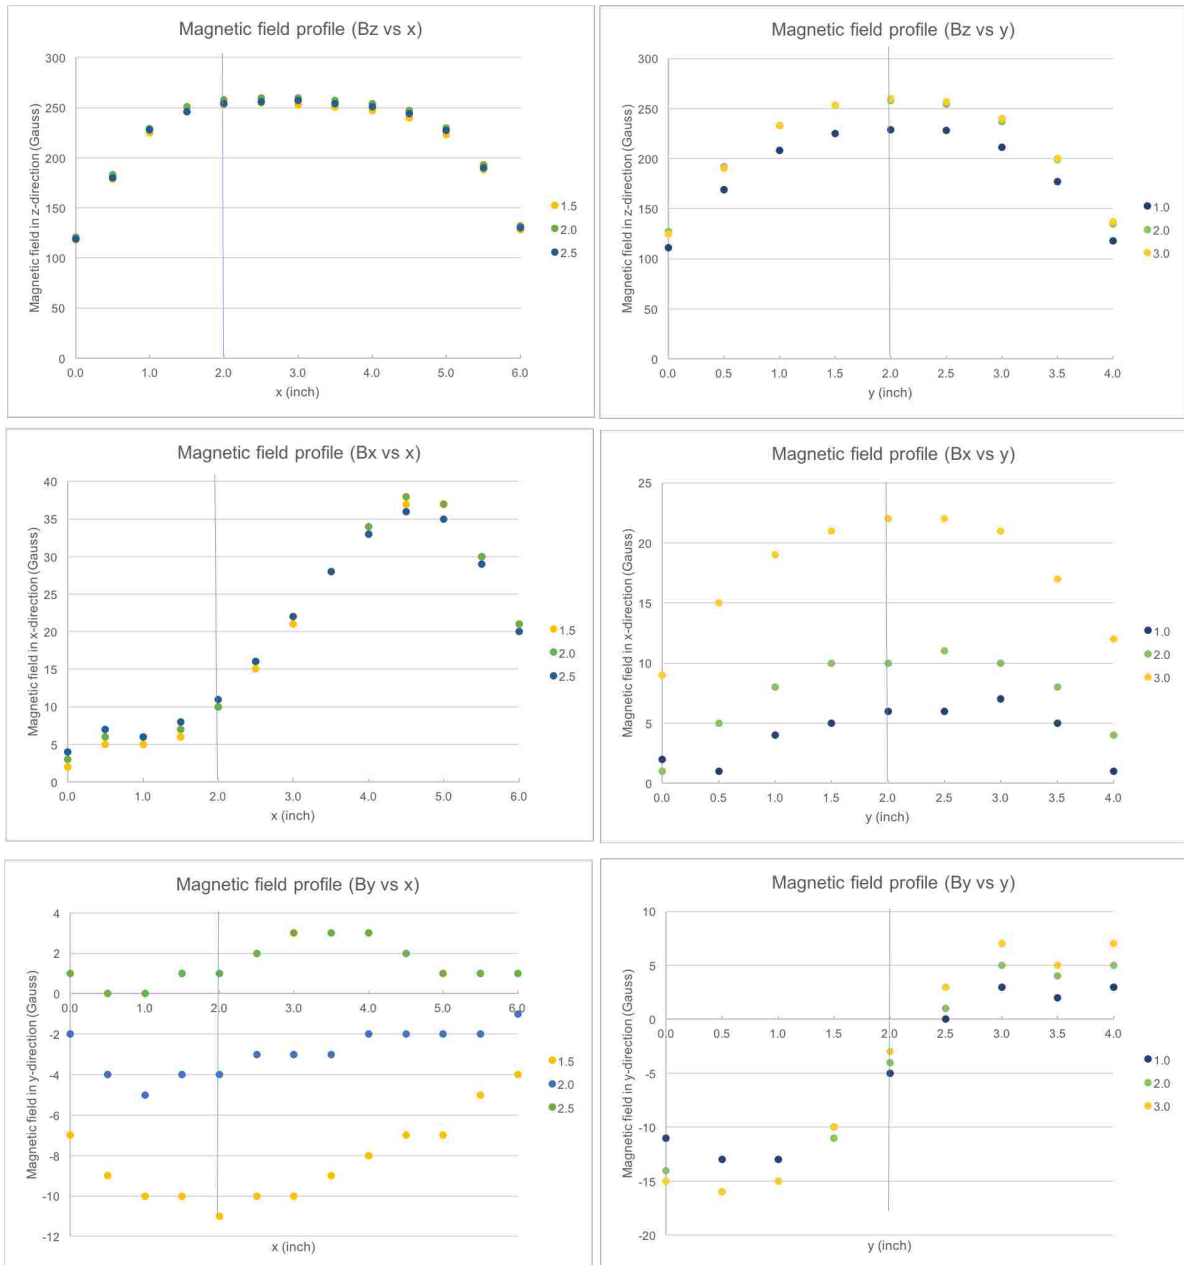 Magnetic field profile (Bz vs x)
Magnetic field in z-direction (Gauss)
300
250
200
150
100
50
0
0.0 1.0 2.0 3.0 4.0 5.0 6.0
x (inch)
1.5
2.0
2.5
Magnetic field profile (Bz vs y)
Magnetic field in z-direction (Gauss)
300
250
200
150
100
50
0
0.0 0.5 1.0 1.5 2.0 2.5 3.0 3.5 4.0
y (inch)
1.0
2.0
3.0
Magnetic field profile (Bx vs x)
Magnetic field in x-direction (Gauss)
40
35
30
25
20
15
10
5
0
0.0 1.0 2.0 3.0 4.0 5.0 6.0
x (inch)
1.5
2.0
2.5
Magnetic field profile (Bx vs y)
Magnetic field in x-direction (Gauss)
25
20
15
10
5
0
0.0 0.5 1.0 1.5 2.0 2.5 3.0 3.5 4.0
y (inch)
1.0
2.0
3.0
Magnetic field profile (By vs x)
Magnetic field in y-direction (Gauss)
4
2
0
0.0 1.0 2.0 3.0 4.0 5.0 6.0
-2
-4
-6
-8
-10
-12
x (inch)
1.5
2.0
2.5
Magnetic field profile (By vs y)
Magnetic field in y-direction (Gauss)
10
5
0
0.0 0.5 1.0 1.5 2.0 2.5 3.0 3.5 4.0
-5
-10
-15
-20
y (inch)
1.0
2.0
3.0